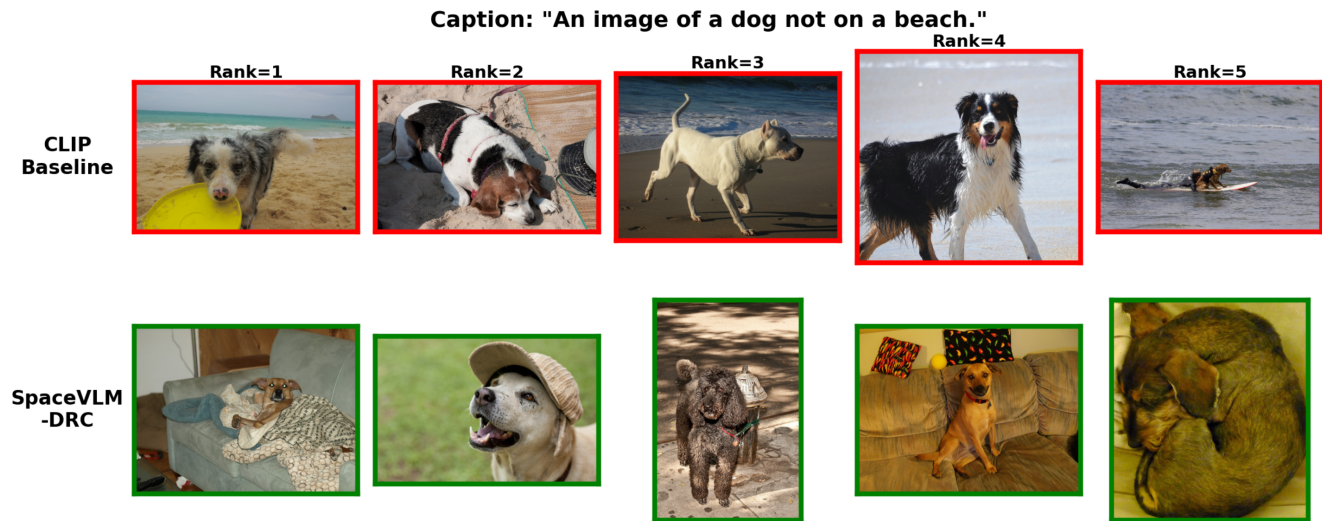 Caption: "An image of a dog not on a beach."
Rank=1
Rank=2
Rank=3
Rank=4
Rank=5
CLIP
Baseline
SpaceVLM
-DRC